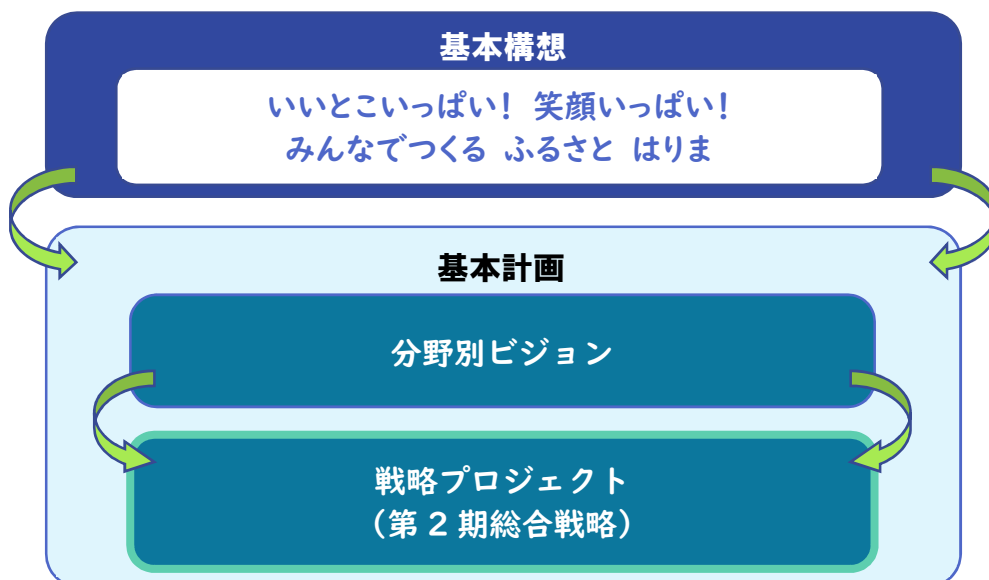 基本構想
いいとこいっぱい! 笑顔いっぱい!
みんなでつくる ふるさと はりま
基本計画
分野別ビジョン
戦略プロジェクト
(第2期総合戦略)